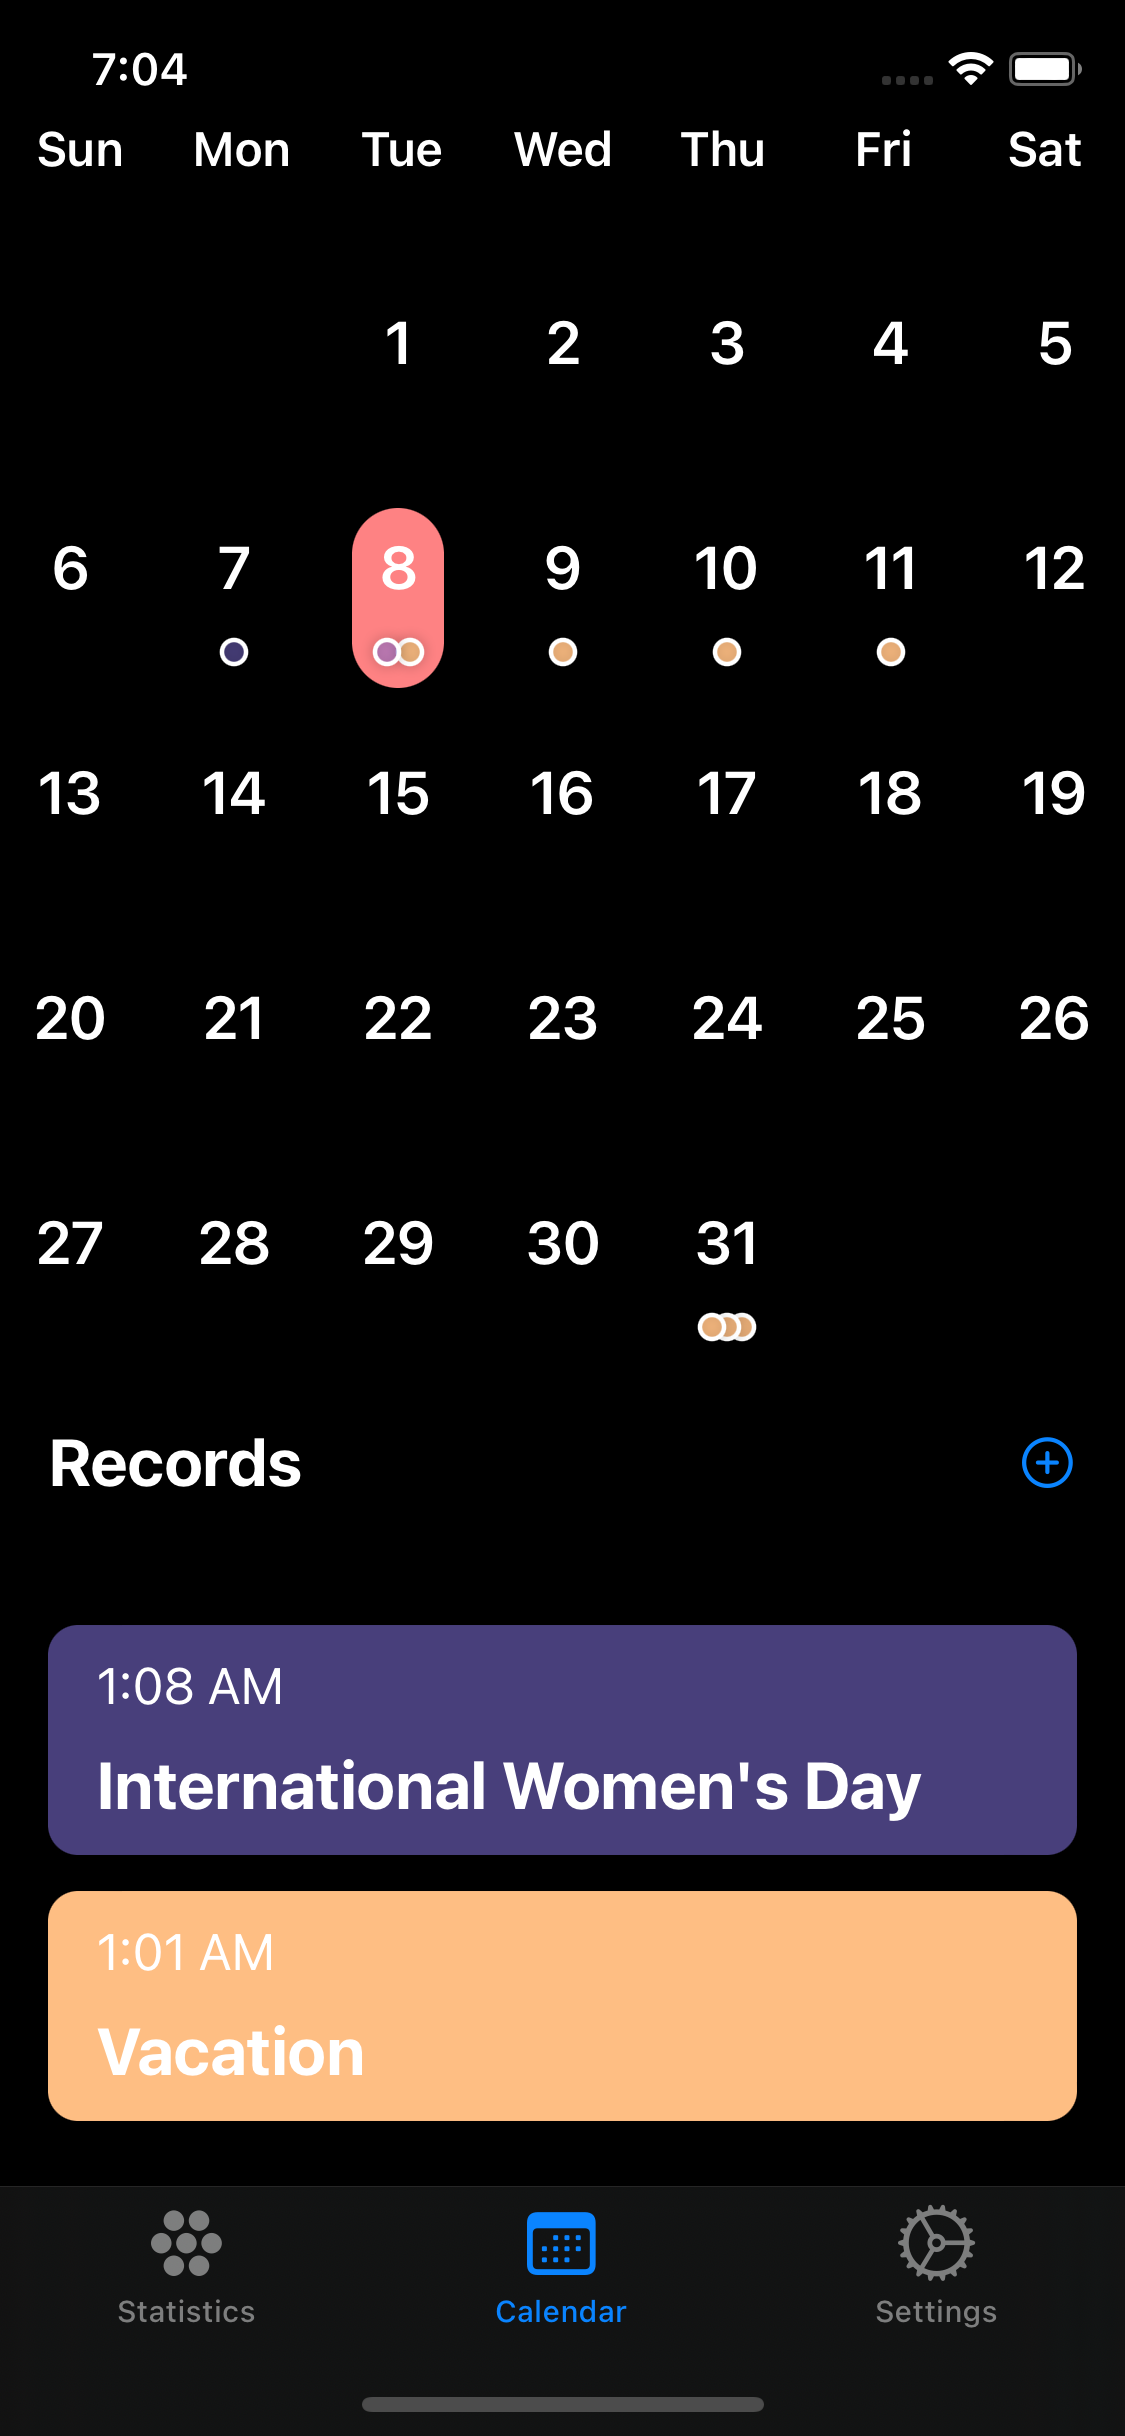 7:04
Sun Mon Tue Wed Thu Fri Sat
1 2 3 4 5
6 7 8 9 10 11 12
13 14 15 16 17 18 19
20 21 22 23 24 25 26
27 28 29 30 31
Records
1:08 AM
International Women's Day
1:01 AM
Vacation
Statistics Calendar Settings